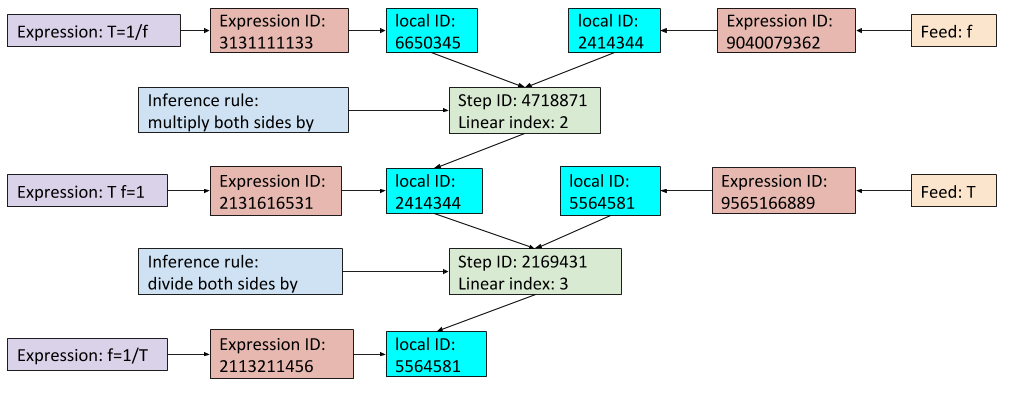 Expression: T=1/f
Expression ID:
3131111133
local ID:
6650345
local ID:
2414344
Expression ID:
9040079362
Feed: f
Inference rule:
multiply both sides by
Step ID: 4718871
Linear index: 2
Expression: T f=1
Expression ID:
2131616531
local ID:
2414344
local ID:
5564581
Expression ID:
9565166889
Feed: T
Inference rule:
divide both sides by
Step ID: 2169431
Linear index: 3
Expression: f=1/T
Expression ID:
2113211456
local ID:
5564581